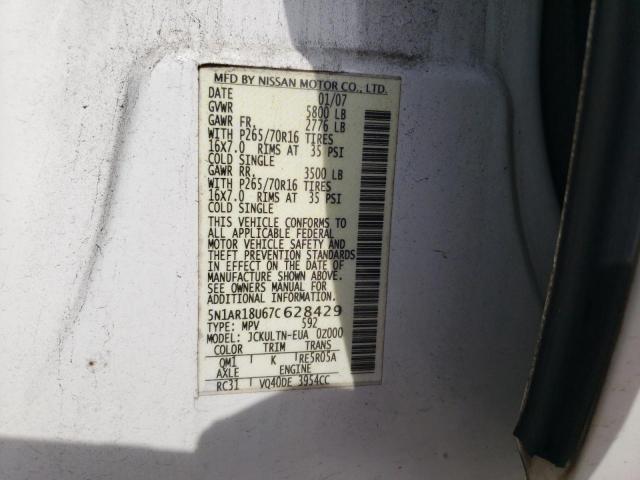 MFD BY NISSAN MOTOR CO., LTD.
DATE 01/07
GVWR 5800 LB
GAWR FR. 2776 LB
WITH P265/70R16 TIRES
16X7.0 RIMS AT 35 PSI
COLD SINGLE
GAWR RR. 3500 LB
WITH P265/70R16 TIRES
16X7.0 RIMS AT 35 PSI
COLD SINGLE
THIS VEHICLE CONFORMS TO
ALL APPLICABLE FEDERAL
MOTOR VEHICLE SAFETY AND
THEFT PREVENTION STANDARDS
IN EFFECT ON THE DATE OF
MANUFACTURE SHOWN ABOVE.
SEE OWNERS MANUAL FOR
ADDITIONAL INFORMATION.
5N1AR18U67C628429
TYPE: MPV 592
MODEL: JCKULTN-EUA 0Z000
COLOR TRIM TRANS
QM1 K RE5R05A
AXLE ENGINE
RC31 VQ40DE 3954CC